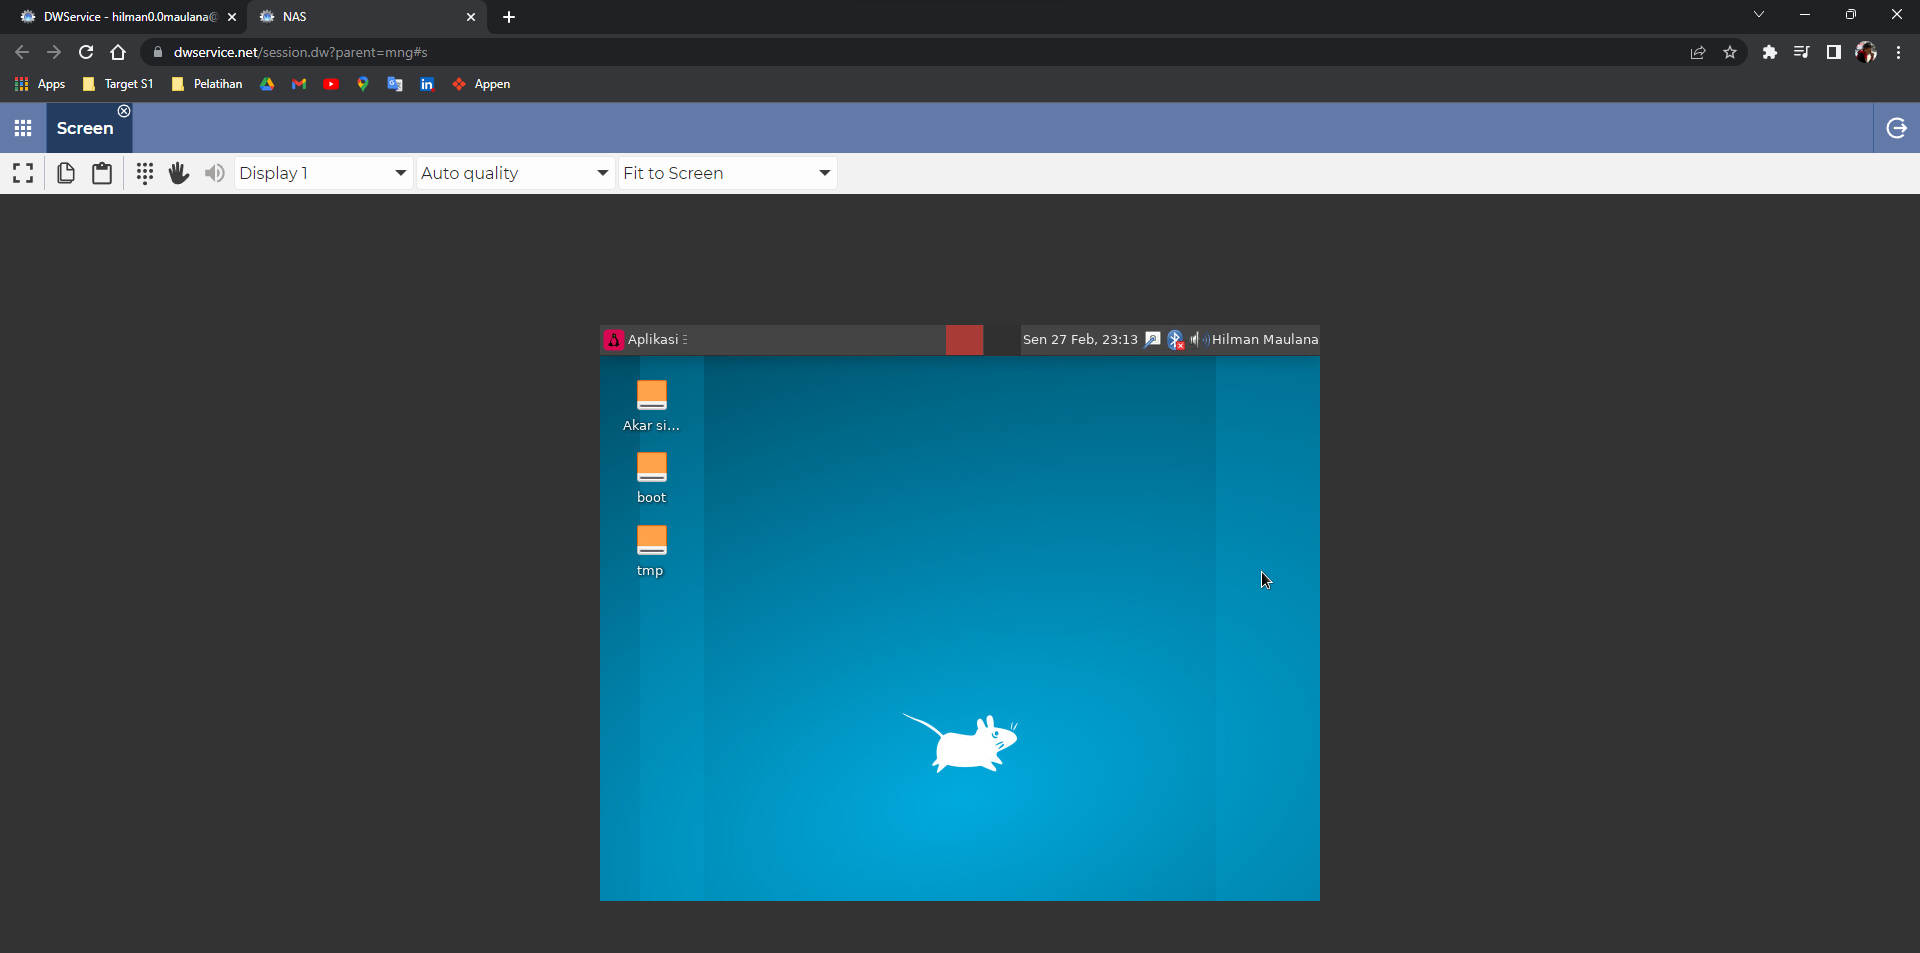 DWService - hilman0.0maulana@
NAS
dwservice.net/session.dw?parent=mng#s
Apps
Target S1
Pelatihan
Appen
Screen
Display 1
Auto quality
Fit to Screen
Aplikasi
Sen 27 Feb, 23:13
Hilman Maulana
Akar si...
boot
tmp